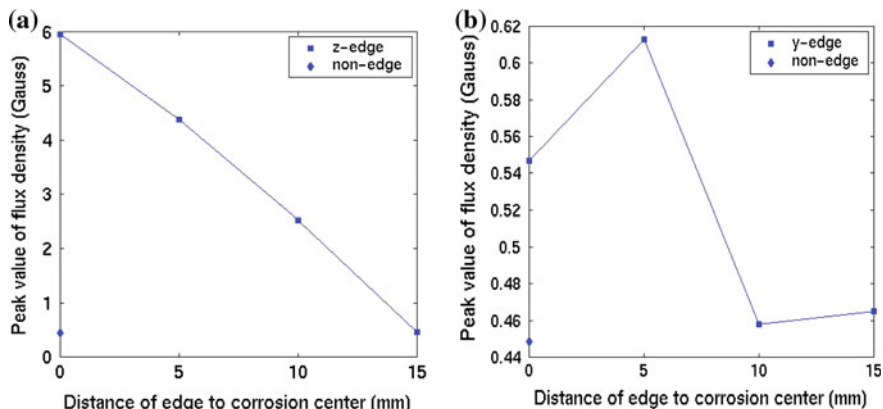 (a)
Peak value of flux density (Gauss)
6
5
4
3
2
1
0
z-edge
non-edge
0 5 10 15
Distance of edge to corrosion center (mm)
(b)
Peak value of flux density (Gauss)
0.62
0.6
0.58
0.56
0.54
0.52
0.5
0.48
0.46
0.44
y-edge
non-edge
0 5 10 15
Distance of edge to corrosion center (mm)